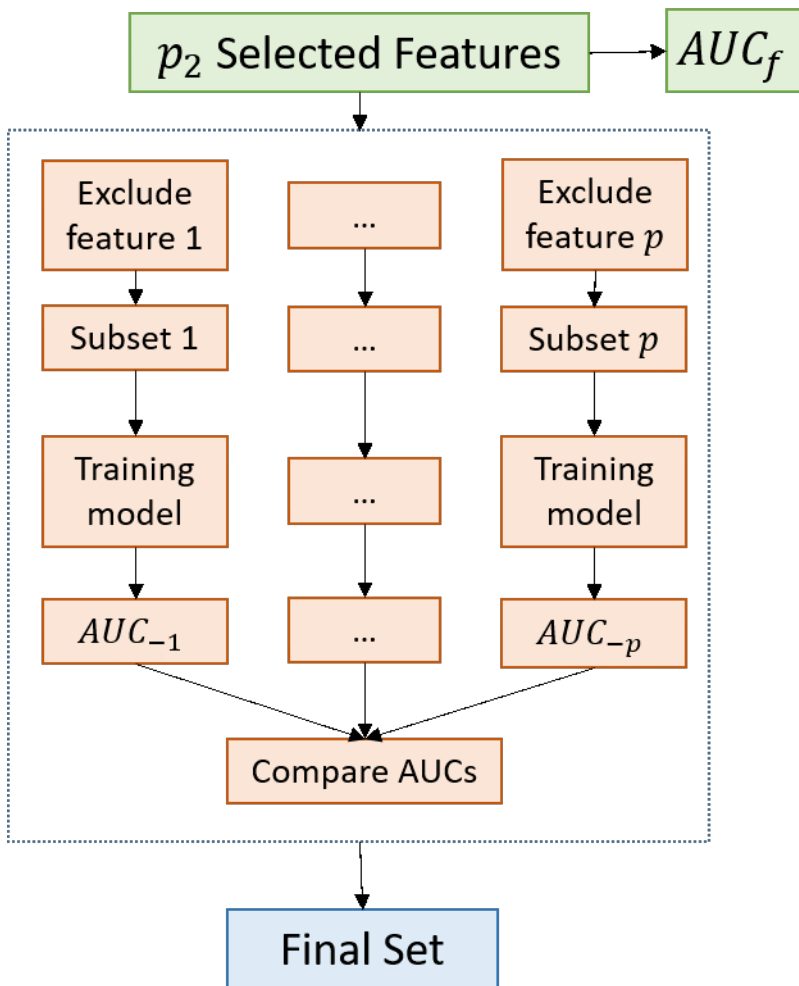 p₂ Selected Features
AUC_f
Exclude
feature 1
...
Exclude
feature p
Subset 1
...
Subset p
Training
model
...
Training
model
AUC₋₁
...
AUC₋ₚ
Compare AUCs
Final Set